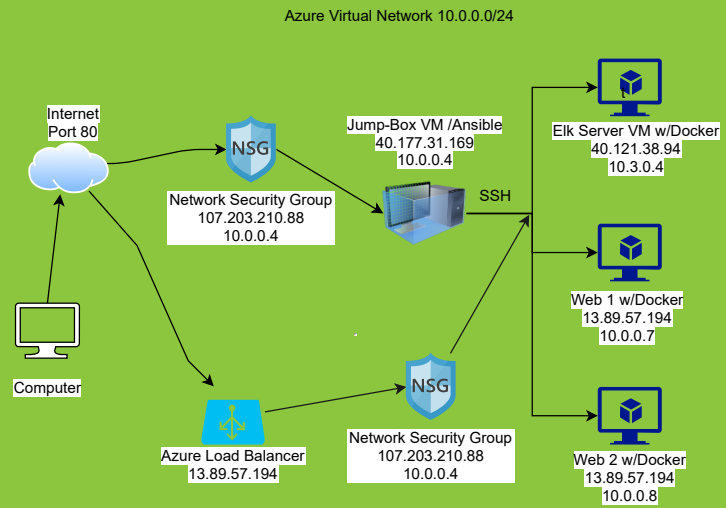 Azure Virtual Network 10.0.0.0/24
Internet
Port 80
NSG
Network Security Group
107.203.210.88
10.0.0.4
Jump-Box VM /Ansible
40.177.31.169
10.0.0.4
SSH
t
Elk Server VM w/Docker
40.121.38.94
10.3.0.4
Web 1 w/Docker
13.89.57.194
10.0.0.7
Computer
NSG
Network Security Group
107.203.210.88
10.0.0.4
Azure Load Balancer
13.89.57.194
Web 2 w/Docker
13.89.57.194
10.0.0.8